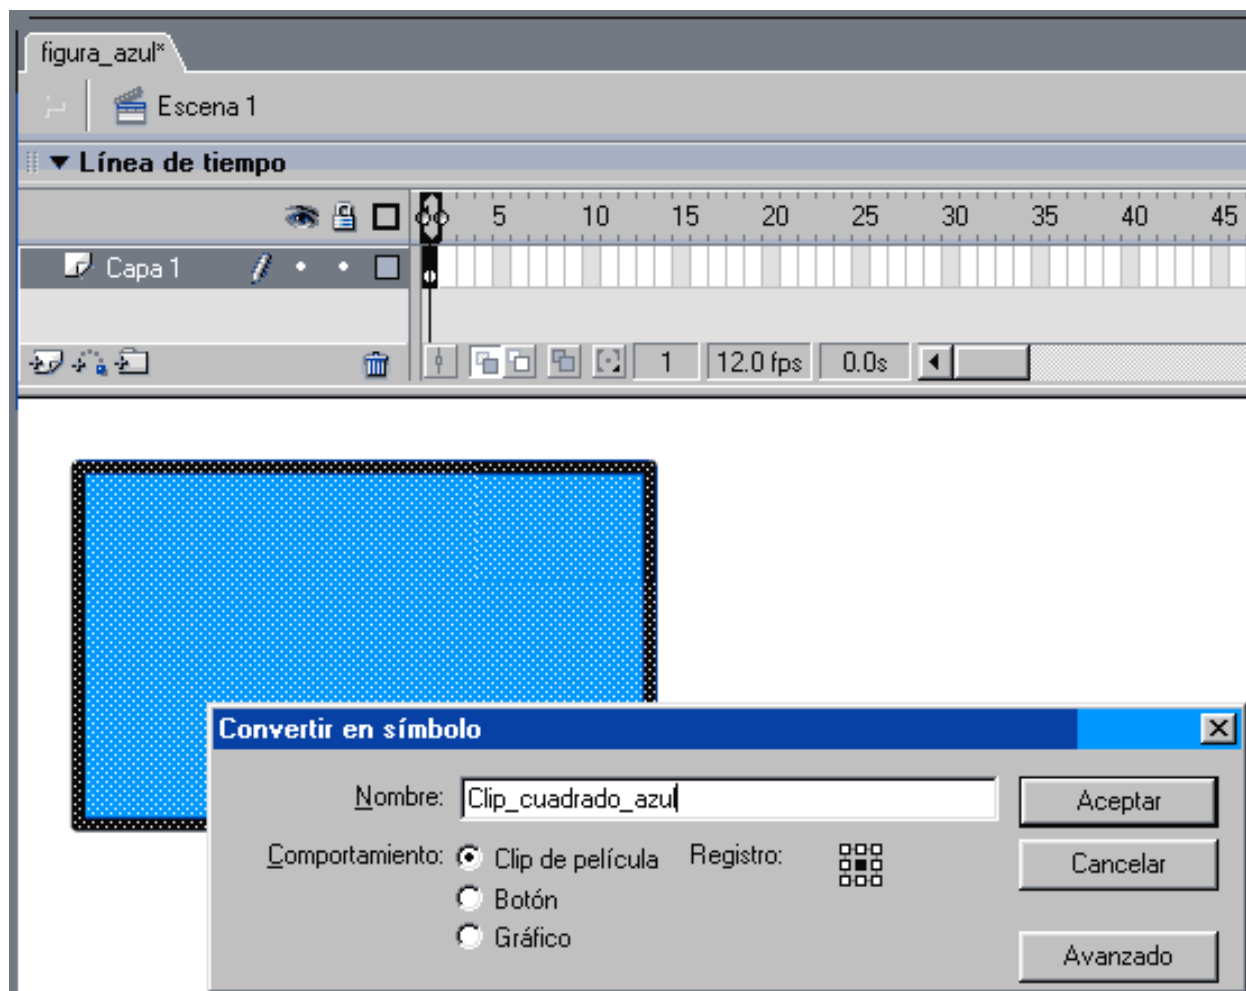 figura_azul*
Escena 1
Línea de tiempo
5 10 15 20 25 30 35 40 45
Capa 1
1 12.0 fps 0.0s
Convertir en símbolo
Nombre: Clip_cuadrado_azul Aceptar
Comportamiento: Clip de película Registro: Cancelar
Botón
Gráfico
Avanzado